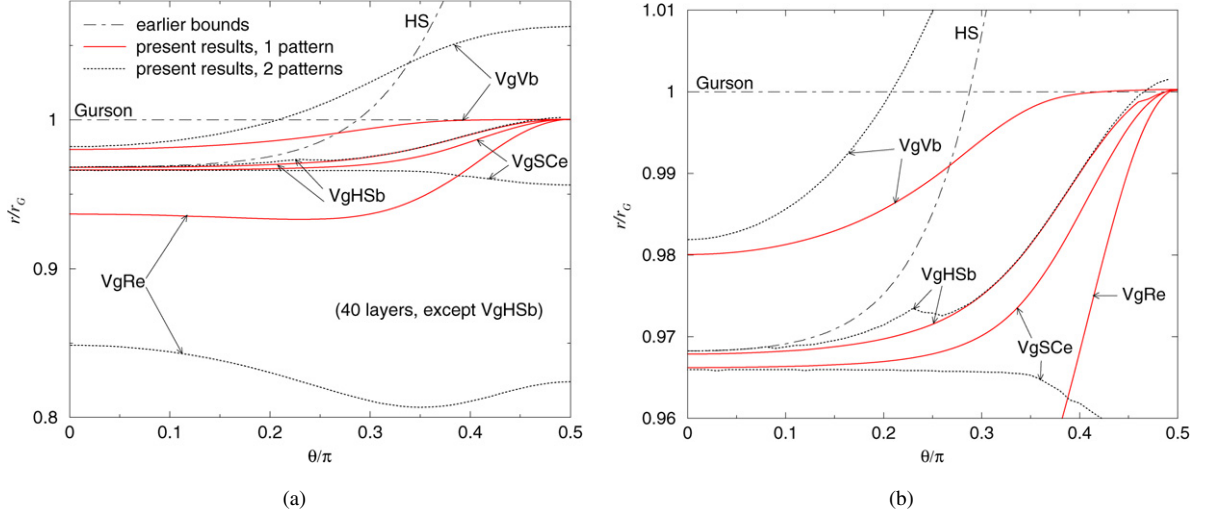 HS
earlier bounds
present results, 1 pattern
present results, 2 patterns
VgVb
Gurson
1
VgSCe
VgHSb
r/r_G
0.9
VgRe
(40 layers, except VgHSb)
0.8
0 0.1 0.2 0.3 0.4 0.5
θ/π
(a)
1.01
HS
Gurson
1
0.99
VgVb
r/r_G
0.98
VgHSb
VgRe
0.97
VgSCe
0.96
0 0.1 0.2 0.3 0.4 0.5
θ/π
(b)